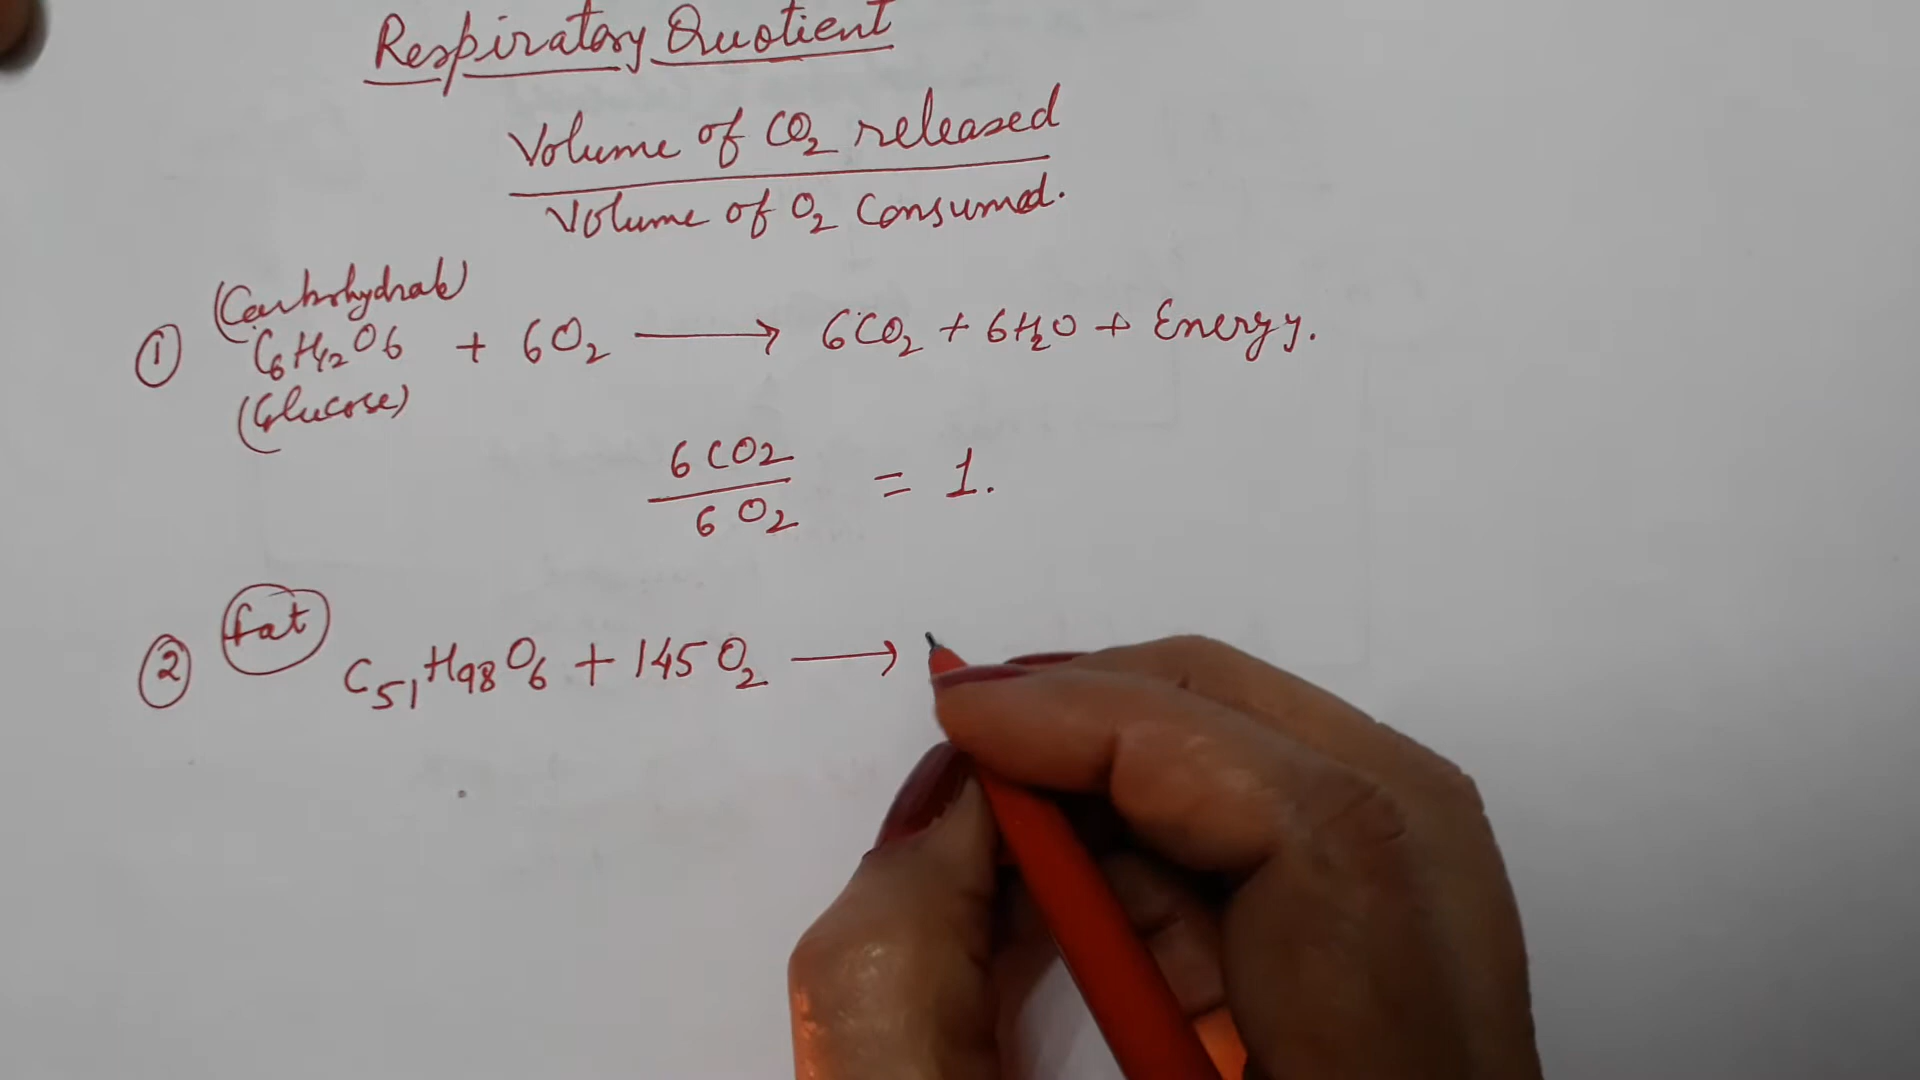 Respiratory Quotient
Volume of CO2 released
Volume of O2 Consumed.
(Carbohydrate)
① C6H12O6 + 6O2 ⟶ 6CO2 + 6H2O + Energy.
(Glucose)
6CO2
= 1.
6O2
fat
② C51H98O6 + 145O2 ⟶